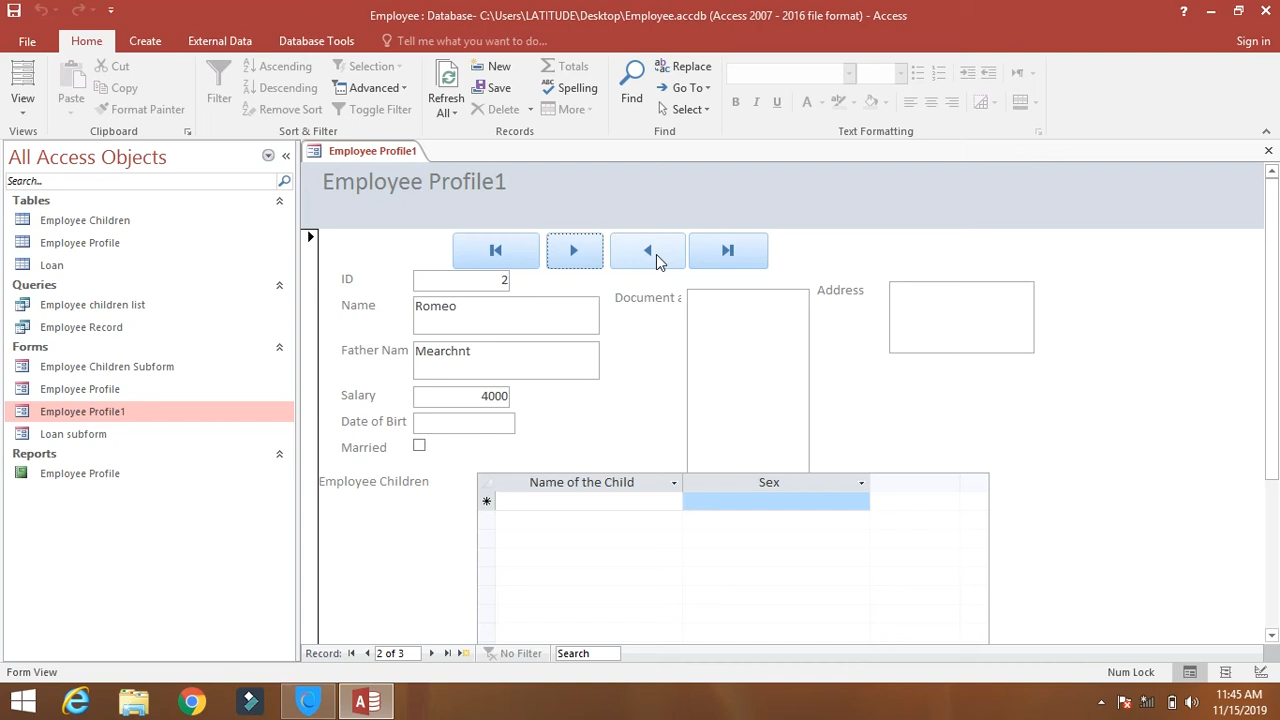 Employee : Database- C:\Users\LATITUDE\Desktop\Employee.accdb (Access 2007 - 2016 file format) - Access
?
File Home Create External Data Database Tools Tell me what you want to do... Sign in
View
Views
Paste
Cut
Copy
Format Painter
Clipboard
Filter
Ascending
Descending
Remove Sort
Selection
Advanced
Toggle Filter
Sort & Filter
Refresh
All
New
Save
Delete
Totals
Spelling
More
Records
Find
Replace
Go To
Select
Find
B I U A
Text Formatting
All Access Objects
Search...
Tables
Employee Children
Employee Profile
Loan
Queries
Employee children list
Employee Record
Forms
Employee Children Subform
Employee Profile
Employee Profile1
Loan subform
Reports
Employee Profile
Employee Profile1
Employee Profile1
ID 2
Name Romeo
Father Nam Mearchnt
Salary 4000
Date of Birt
Married
Document a
Address
Employee Children
Name of the Child Sex
Record: 2 of 3 No Filter Search
Form View Num Lock
11:45 AM
11/15/2019